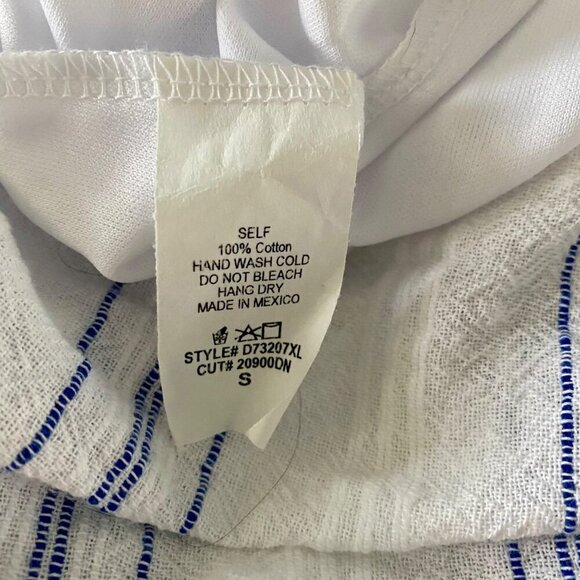 SELF
100% Cotton
HAND WASH COLD
DO NOT BLEACH
HANG DRY
MADE IN MEXICO
STYLE# D73207XL
CUT# 20900DN
S